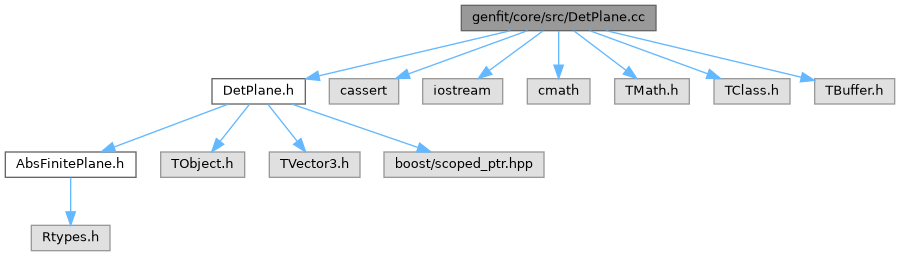 genfit/core/src/DetPlane.cc
DetPlane.h
cassert
iostream
cmath
TMath.h
TClass.h
TBuffer.h
AbsFinitePlane.h
TObject.h
TVector3.h
boost/scoped_ptr.hpp
Rtypes.h